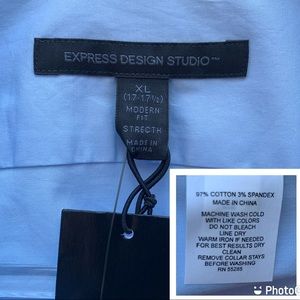 EXPRESS DESIGN STUDIO™
XL
(17-17½)
MODERN
FIT
STRECTH
MADE IN
CHINA
97% COTTON 3% SPANDEX
MADE IN CHINA
MACHINE WASH COLD
WITH LIKE COLORS
DO NOT BLEACH
LINE DRY
WARM IRON IF NEEDED
FOR BEST RESULTS DRY
CLEAN
REMOVE COLLAR STAYS
BEFORE WASHING
RN 55285
PhotoG